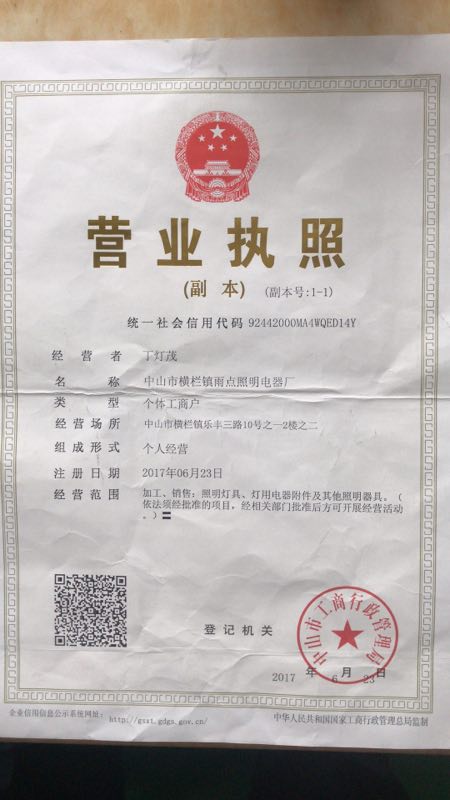 营业执照
(副 本) (副本号:1-1)
统一社会信用代码 92442000MA4WQED14Y
经营者 丁灯茂
名称 中山市横栏镇雨点照明电器厂
类型 个体工商户
经营场所 中山市横栏镇乐丰三路10号之一2楼之二
组成形式 个人经营
注册日期 2017年06月23日
经营范围 加工、销售：照明灯具、灯用电器附件及其他照明器具。（
依法须经批准的项目，经相关部门批准后方可开展经营活动
。）〓
登记机关
中山市工商行政管理局
2017 年 6 月 23 日
企业信用信息公示系统网址： http://gsxt.gdgs.gov.cn/ 中华人民共和国国家工商行政管理总局监制